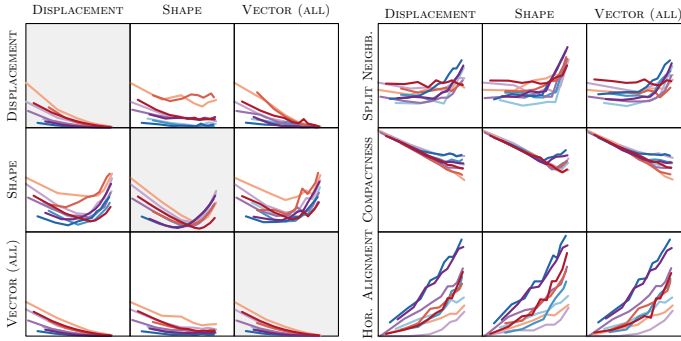 DISPLACEMENT SHAPE VECTOR (ALL)
DISPLACEMENT
SHAPE
VECTOR (ALL)
DISPLACEMENT SHAPE VECTOR (ALL)
SPLIT NEIGHB.
COMPACTNESS
HOR. ALIGNMENT